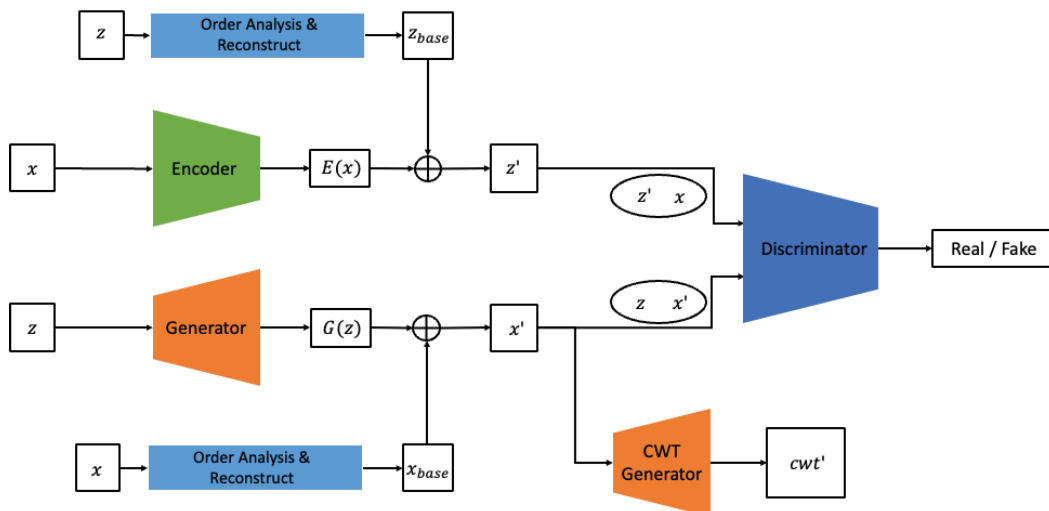 z
Order Analysis &
Reconstruct
z_base
x
Encoder
E(x)
z'
z' x
Discriminator
Real / Fake
z
Generator
G(z)
x'
z x'
x
Order Analysis &
Reconstruct
x_base
CWT
Generator
cwt'